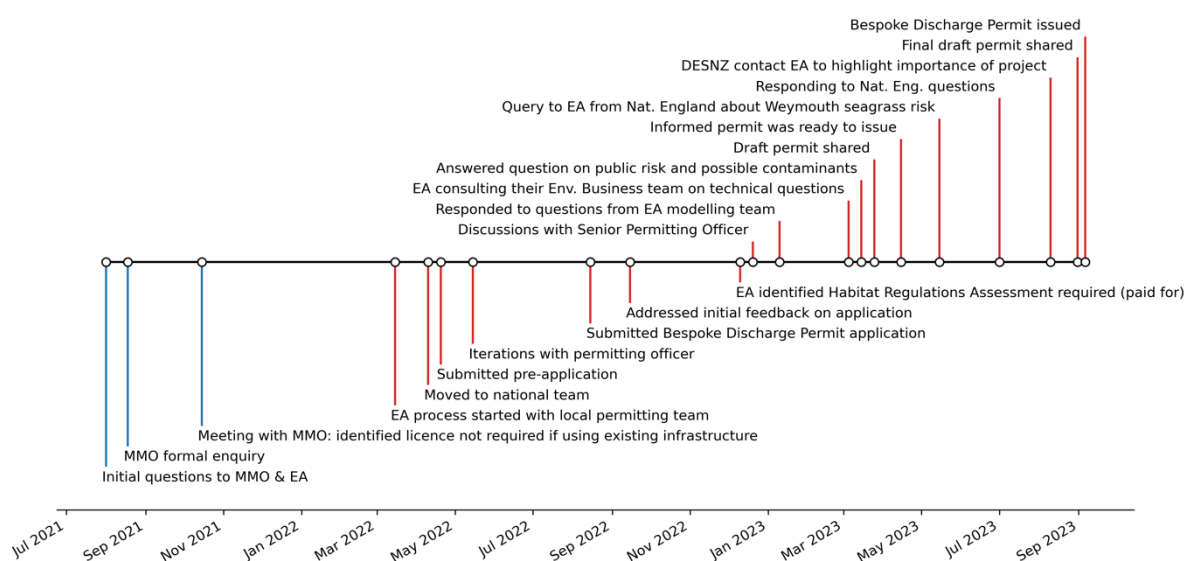 Bespoke Discharge Permit issued
Final draft permit shared
DESNZ contact EA to highlight importance of project
Responding to Nat. Eng. questions
Query to EA from Nat. England about Weymouth seagrass risk
Informed permit was ready to issue
Draft permit shared
Answered question on public risk and possible contaminants
EA consulting their Env. Business team on technical questions
Responded to questions from EA modelling team
Discussions with Senior Permitting Officer
EA identified Habitat Regulations Assessment required (paid for)
Addressed initial feedback on application
Submitted Bespoke Discharge Permit application
Iterations with permitting officer
Submitted pre-application
Moved to national team
EA process started with local permitting team
Meeting with MMO: identified licence not required if using existing infrastructure
MMO formal enquiry
Initial questions to MMO & EA
Jul 2021
Sep 2021
Nov 2021
Jan 2022
Mar 2022
May 2022
Jul 2022
Sep 2022
Nov 2022
Jan 2023
Mar 2023
May 2023
Jul 2023
Sep 2023